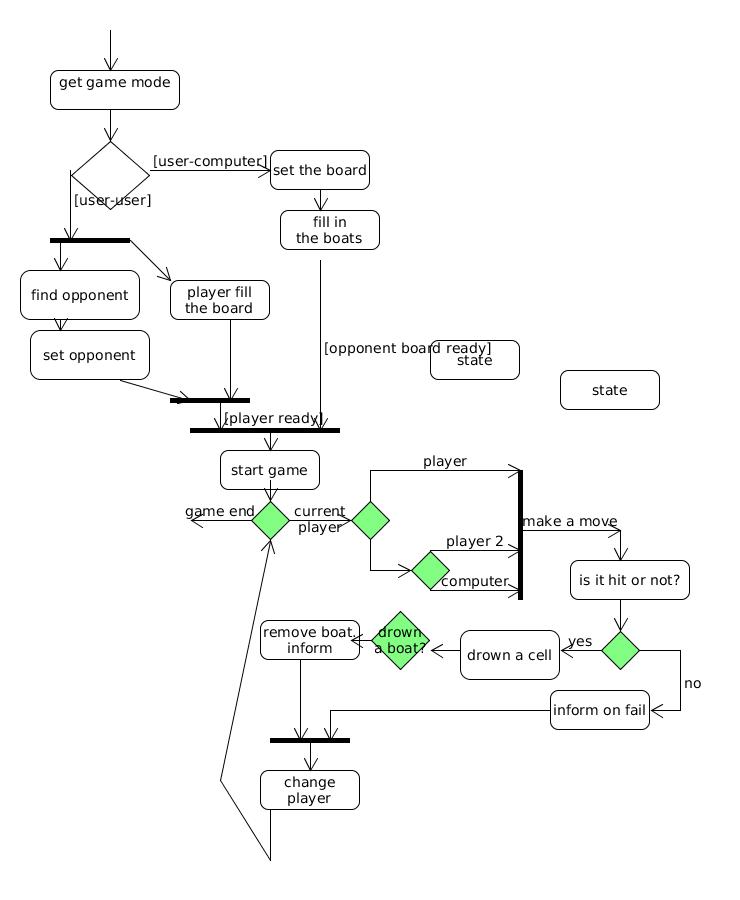 get game mode
[user-computer]
set the board
[user-user]
fill in
the boats
find opponent
player fill
the board
set opponent
[opponent board ready]
state
state
[player ready]
start game
player
game end
current
player
make a move
player 2
computer
is it hit or not?
remove boat.
inform
drown
a boat?
drown a cell
yes
no
inform on fail
change
player